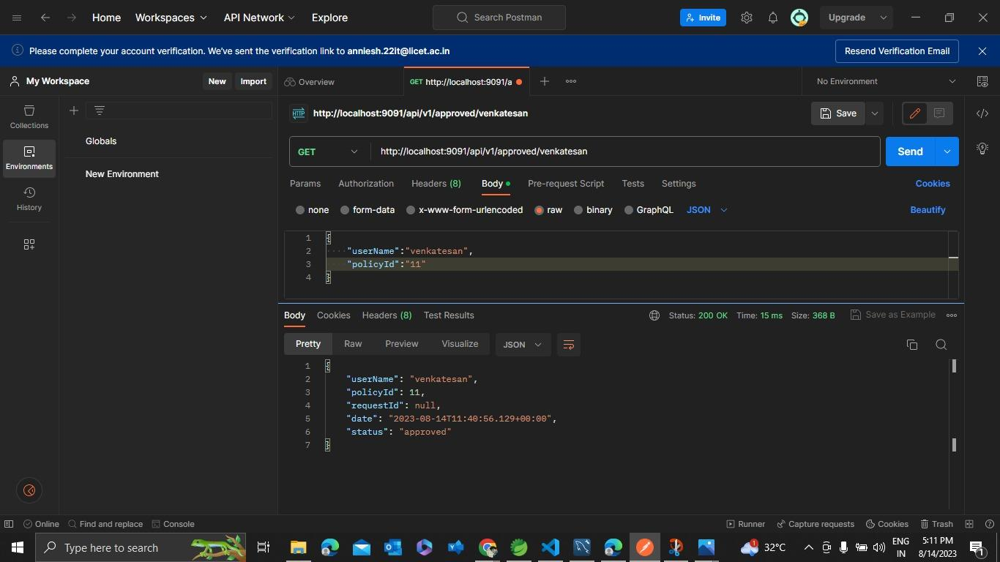 Home Workspaces API Network Explore Search Postman Invite Upgrade
Please complete your account verification. We've sent the verification link to anniesh.22it@licet.ac.in Resend Verification Email
My Workspace New Import Overview GET http://localhost:9091/a No Environment
Collections
Environments
History
Globals
New Environment
HTTP http://localhost:9091/api/v1/approved/venkatesan Save
GET http://localhost:9091/api/v1/approved/venkatesan Send
Params Authorization Headers (8) Body Pre-request Script Tests Settings Cookies
none form-data x-www-form-urlencoded raw binary GraphQL JSON Beautify
1 {
2 "userName":"venkatesan",
3 "policyId":"11"
4 }
Body Cookies Headers (8) Test Results Status: 200 OK Time: 15 ms Size: 368 B Save as Example
Pretty Raw Preview Visualize JSON
1 {
2 "userName": "venkatesan",
3 "policyId": 11,
4 "requestId": null,
5 "date": "2023-08-14T11:40:56.129+00:00",
6 "status": "approved"
7 }
Online Find and replace Console Runner Capture requests Cookies Trash
Type here to search 1 32°C ENG 5:11 PM
IN 8/14/2023 1